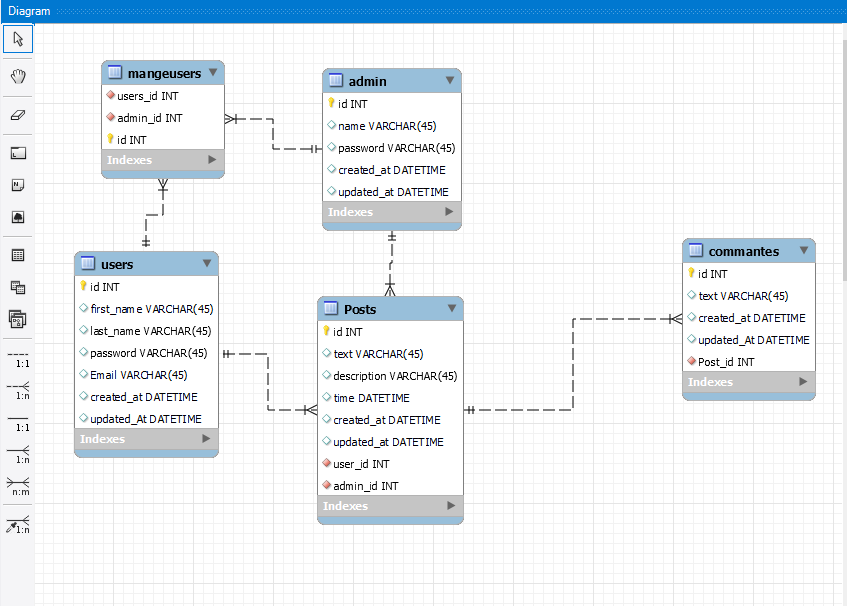 Diagram
mangeusers
users_id INT
admin_id INT
id INT
Indexes
admin
id INT
name VARCHAR(45)
password VARCHAR(45)
created_at DATETIME
updated_at DATETIME
Indexes
users
id INT
first_name VARCHAR(45)
last_name VARCHAR(45)
password VARCHAR(45)
Email VARCHAR(45)
created_at DATETIME
updated_At DATETIME
Indexes
Posts
id INT
text VARCHAR(45)
description VARCHAR(45)
time DATETIME
created_at DATETIME
updated_at DATETIME
user_id INT
admin_id INT
Indexes
commantes
id INT
text VARCHAR(45)
created_at DATETIME
updated_At DATETIME
Post_id INT
Indexes
1:1
1:n
1:1
1:n
n:m
1:n